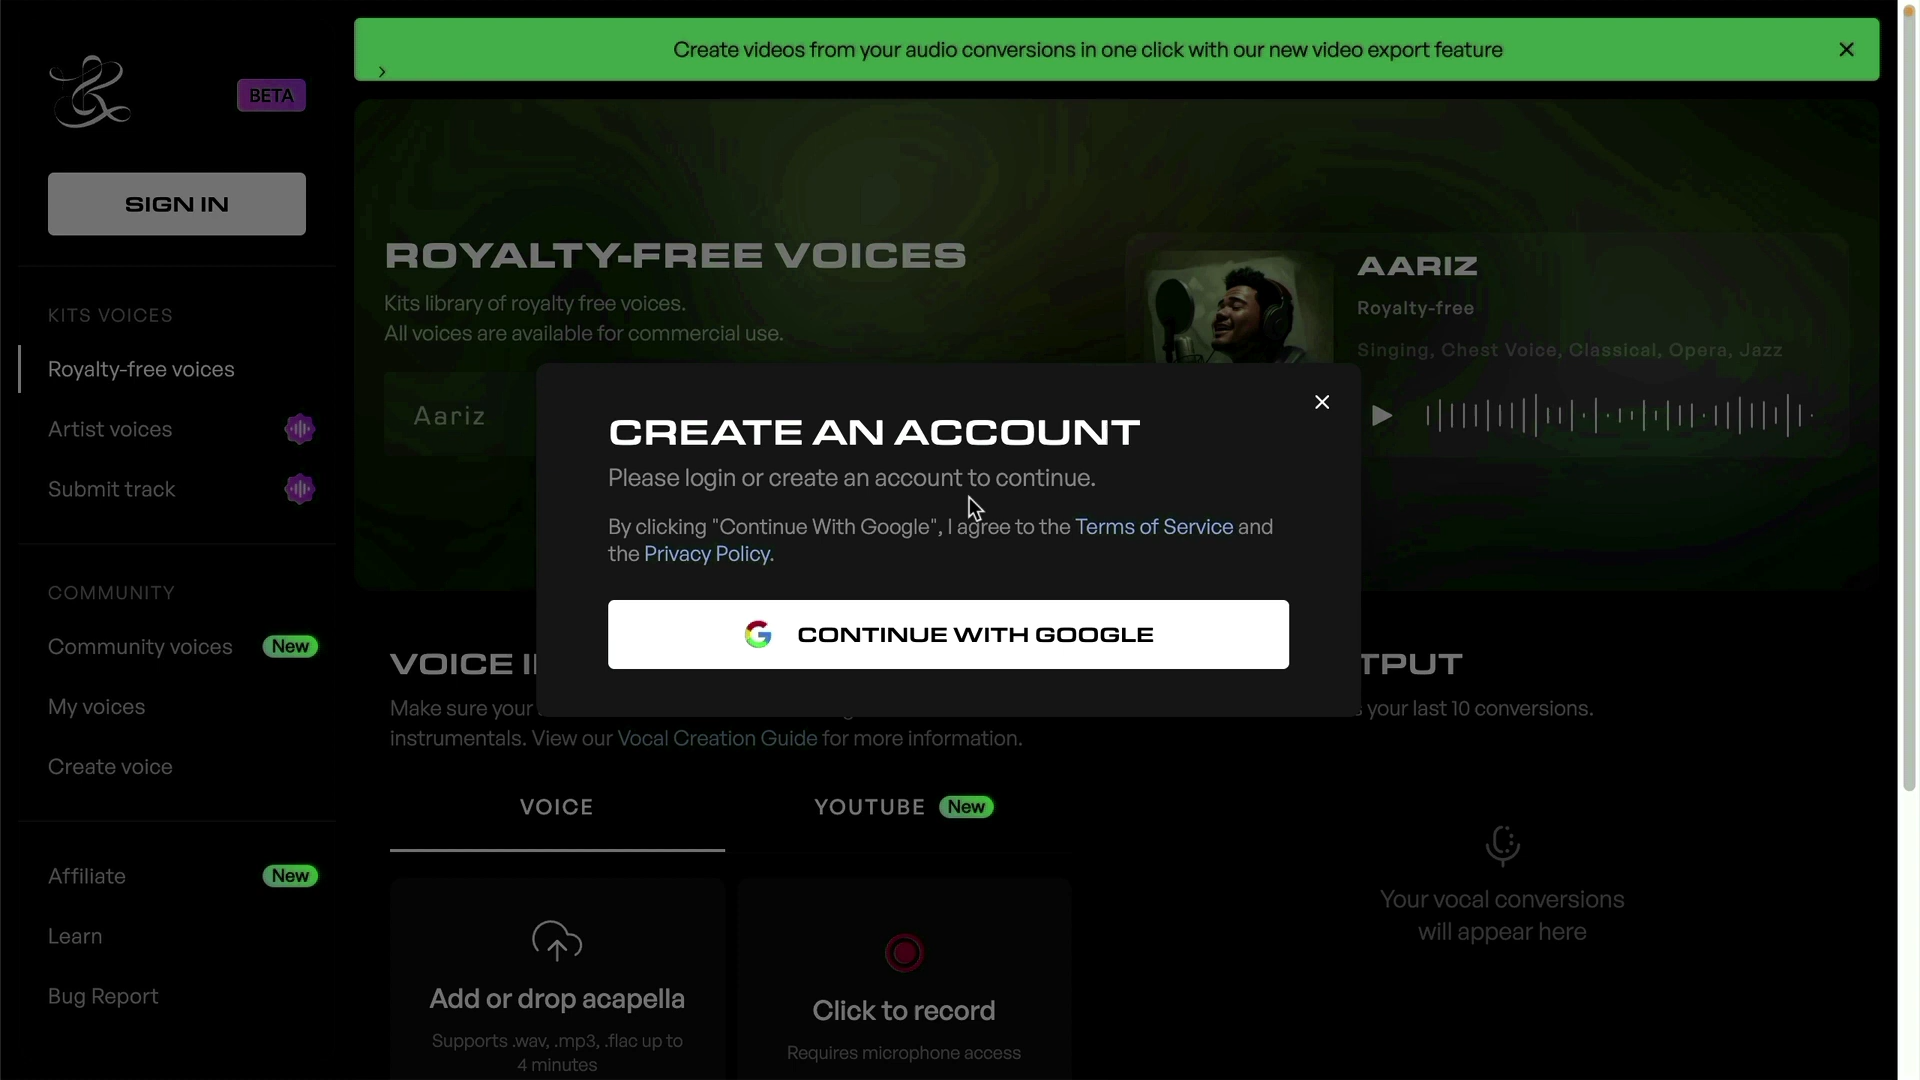 Create videos from your audio conversions in one click with our new video export feature
BETA
SIGN IN
KITS VOICES
Royalty-free voices
Artist voices
Submit track
COMMUNITY
Community voices New
My voices
Create voice
Affiliate New
Learn
Bug Report
ROYALTY-FREE VOICES
Kits library of royalty free voices.
All voices are available for commercial use.
Aariz
AARIZ
Royalty-free
Singing, Chest Voice, Classical, Opera, Jazz
CREATE AN ACCOUNT
Please login or create an account to continue.
By clicking "Continue With Google", I agree to the Terms of Service and
the Privacy Policy.
CONTINUE WITH GOOGLE
VOICE
Make sure your
instrumentals. View our Vocal Creation Guide for more information.
VOICE
YOUTUBE New
Add or drop acapella
Supports .wav, .mp3, .flac up to
4 minutes
Click to record
Requires microphone access
TPUT
your last 10 conversions.
Your vocal conversions
will appear here